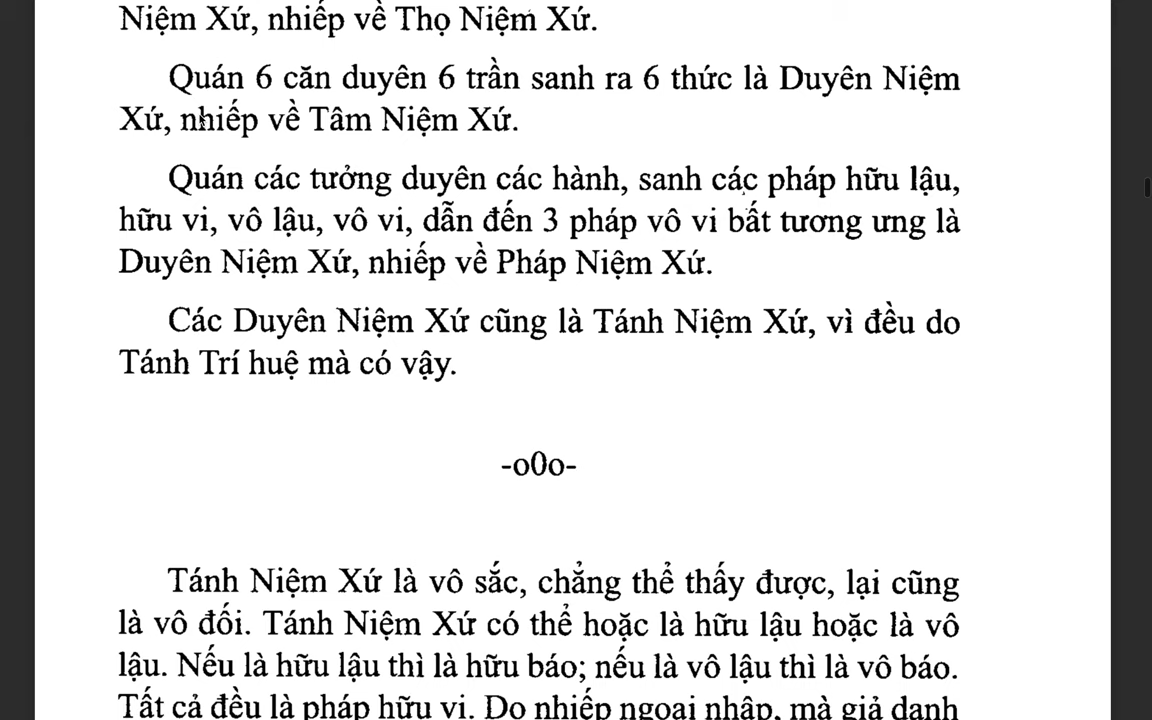 Niệm Xứ, nhiếp về Thọ Niệm Xứ.
Quán 6 căn duyên 6 trần sanh ra 6 thức là Duyên Niệm
Xứ, nhiếp về Tâm Niệm Xứ.
Quán các tưởng duyên các hành, sanh các pháp hữu lậu,
hữu vi, vô lậu, vô vi, dẫn đến 3 pháp vô vi bất tương ưng là
Duyên Niệm Xứ, nhiếp về Pháp Niệm Xứ.
Các Duyên Niệm Xứ cũng là Tánh Niệm Xứ, vì đều do
Tánh Trí huệ mà có vậy.
-o0o-
Tánh Niệm Xứ là vô sắc, chẳng thể thấy được, lại cũng
là vô đối. Tánh Niệm Xứ có thể hoặc là hữu lậu hoặc là vô
lậu. Nếu là hữu lậu thì là hữu báo; nếu là vô lậu thì là vô báo.
Tất cả đều là pháp hữu vi. Do nhiếp ngoại nhập, mà giả danh